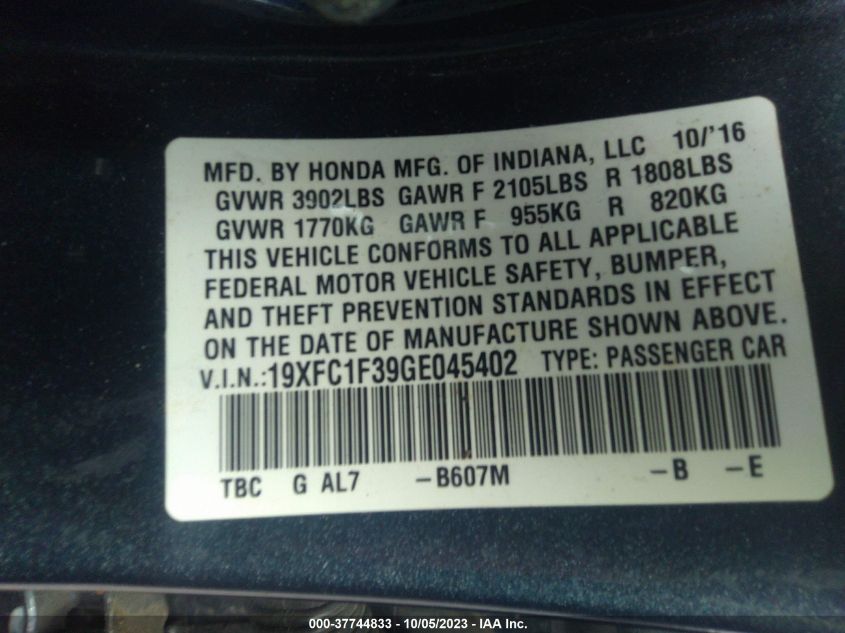 MFD. BY HONDA MFG. OF INDIANA, LLC 10/'16
GVWR 3902LBS GAWR F 2105LBS R 1808LBS
GVWR 1770KG GAWR F 955KG R 820KG
THIS VEHICLE CONFORMS TO ALL APPLICABLE
FEDERAL MOTOR VEHICLE SAFETY, BUMPER,
AND THEFT PREVENTION STANDARDS IN EFFECT
ON THE DATE OF MANUFACTURE SHOWN ABOVE.
V.I.N.:19XFC1F39GE045402 TYPE: PASSENGER CAR
TBC G AL7 -B607M -B -E
000-37744833 - 10/05/2023 - IAA Inc.